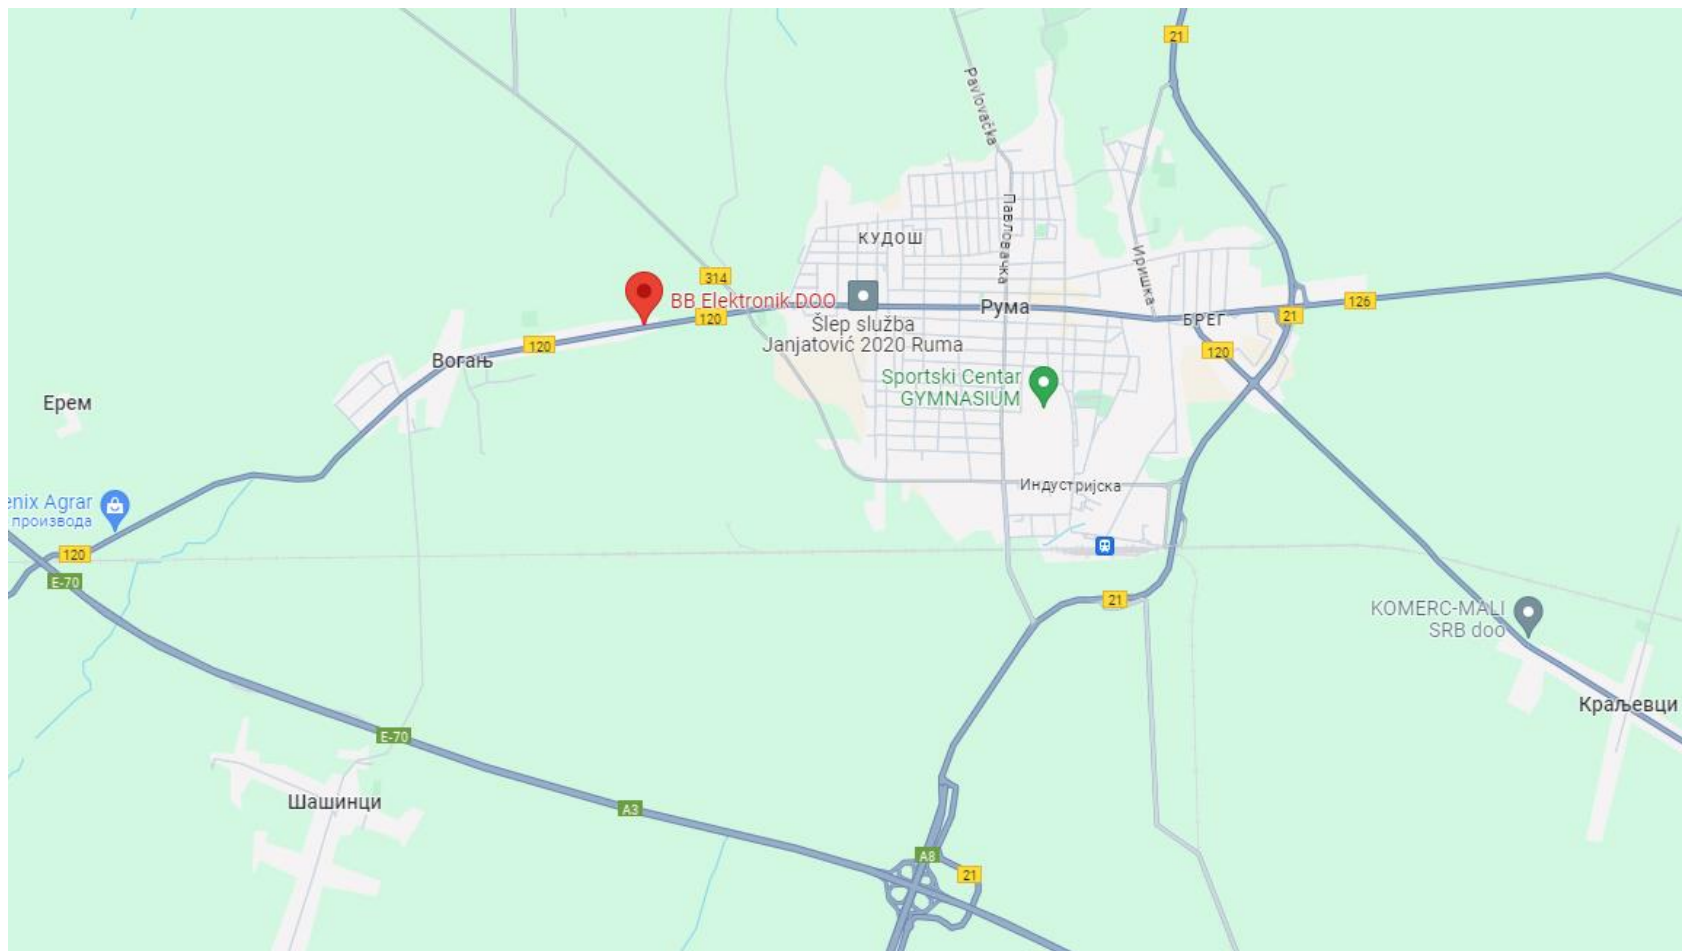 21
Pavlovačka
Павловачка
КУДОШ
Иришка
314
BB Elektronik DOO
120
Рума
126
БРЕГ
21
Šlep služba
Janjatović 2020 Ruma
120
120
Вогањ
Sportski Centar
GYMNASIUM
Ерем
Индустријска
enix Agrar
производа
120
E-70
21
KOMERC-MALI
SRB doo
Краљевци
E-70
Шашинци
A3
A8
21